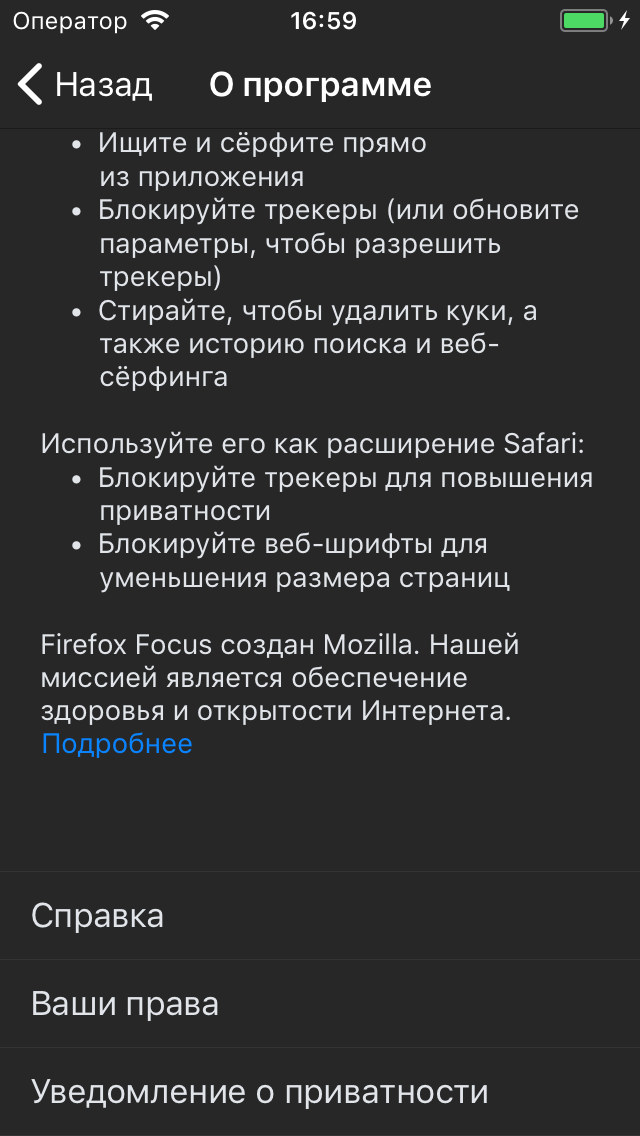 Оператор 16:59
Назад О программе
• Ищите и сёрфите прямо
из приложения
• Блокируйте трекеры (или обновите
параметры, чтобы разрешить
трекеры)
• Стирайте, чтобы удалить куки, а
также историю поиска и веб-
сёрфинга
Используйте его как расширение Safari:
• Блокируйте трекеры для повышения
приватности
• Блокируйте веб-шрифты для
уменьшения размера страниц
Firefox Focus создан Mozilla. Нашей
миссией является обеспечение
здоровья и открытости Интернета.
Подробнее
Справка
Ваши права
Уведомление о приватности